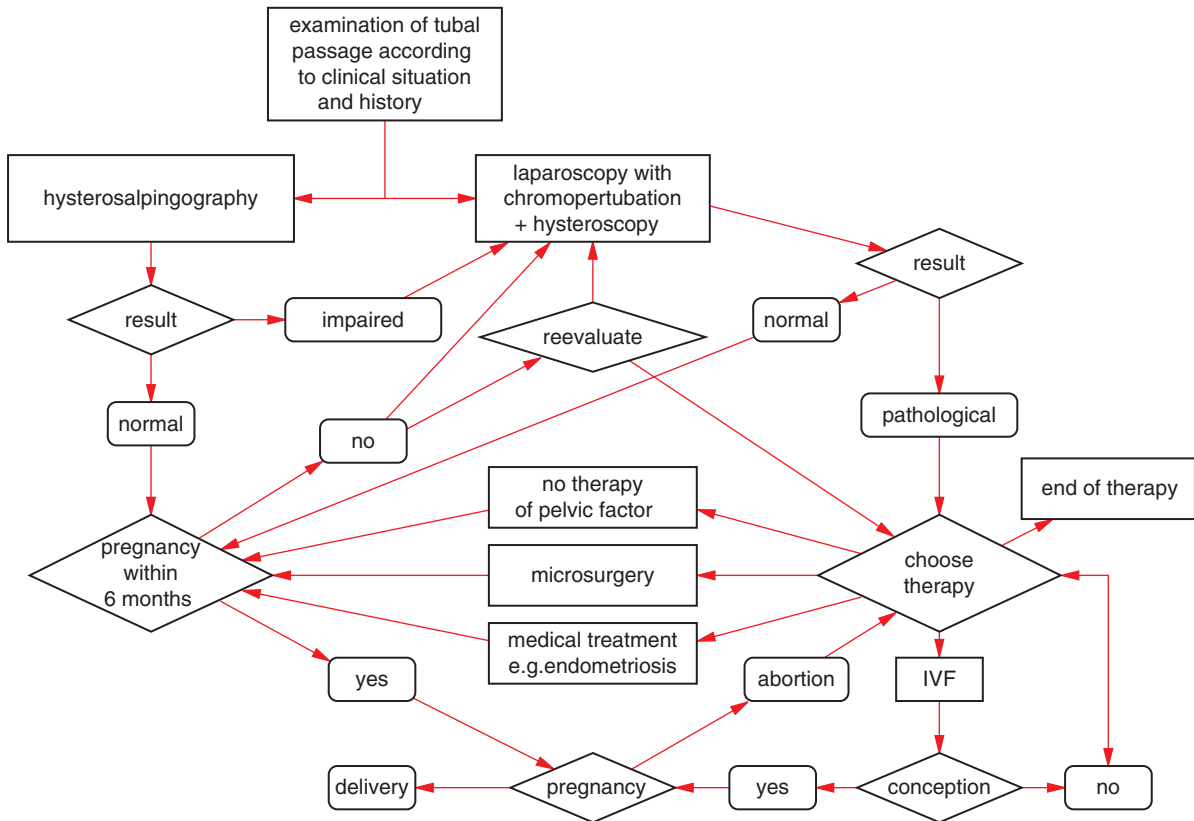 examination of tubal
passage according
to clinical situation
and history
hysterosalpingography
laparoscopy with
chromopertubation
+ hysteroscopy
result
result
impaired
normal
reevaluate
normal
no
pathological
no therapy
of pelvic factor
end of therapy
pregnancy
within
6 months
microsurgery
choose
therapy
medical treatment
e.g.endometriosis
yes
abortion
IVF
delivery
pregnancy
yes
conception
no